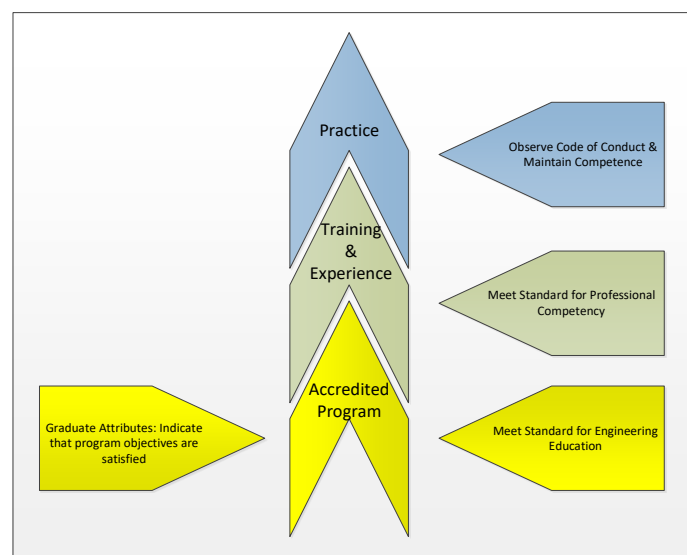 Practice
Observe Code of Conduct &
Maintain Competence
Training
&
Experience
Meet Standard for Professional
Competency
Accredited
Program
Graduate Attributes: Indicate
that program objectives are
satisfied
Meet Standard for Engineering
Education